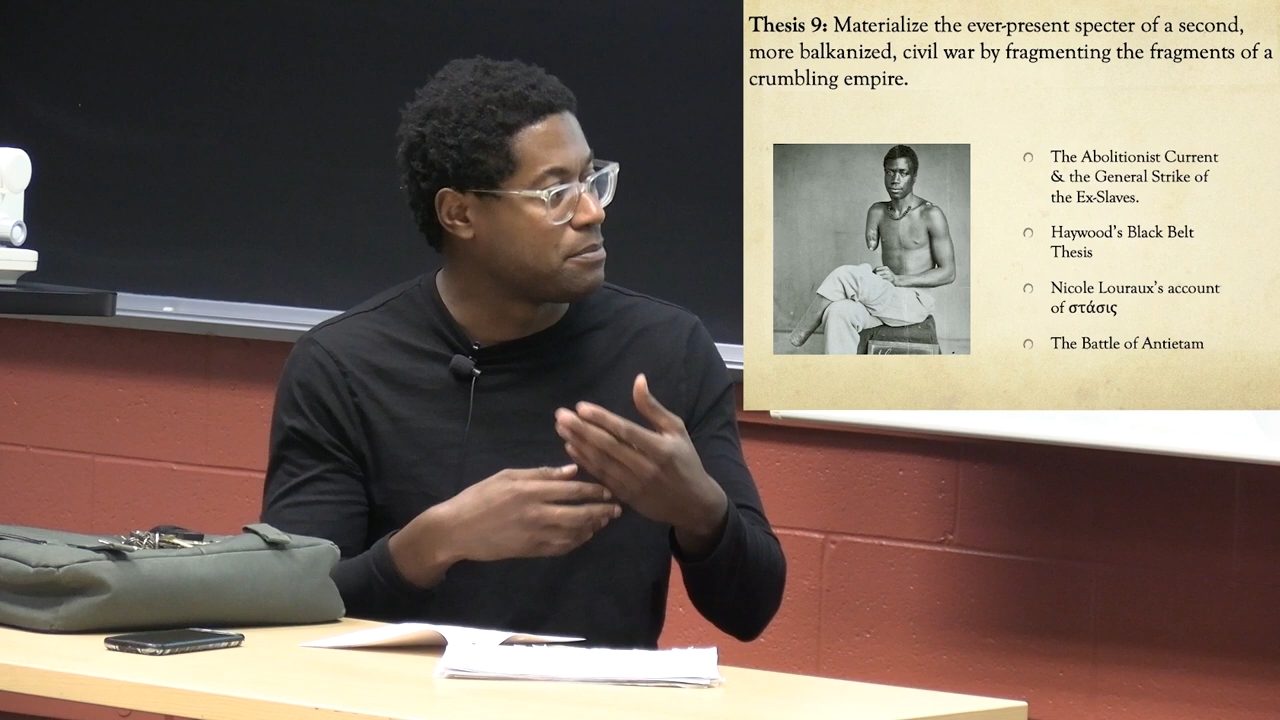 Thesis 9: Materialize the ever-present specter of a second,
more balkanized, civil war by fragmenting the fragments of a
crumbling empire.
The Abolitionist Current
& the General Strike of
the Ex-Slaves.
Haywood's Black Belt
Thesis
Nicole Louraux's account
of στάσις
The Battle of Antietam